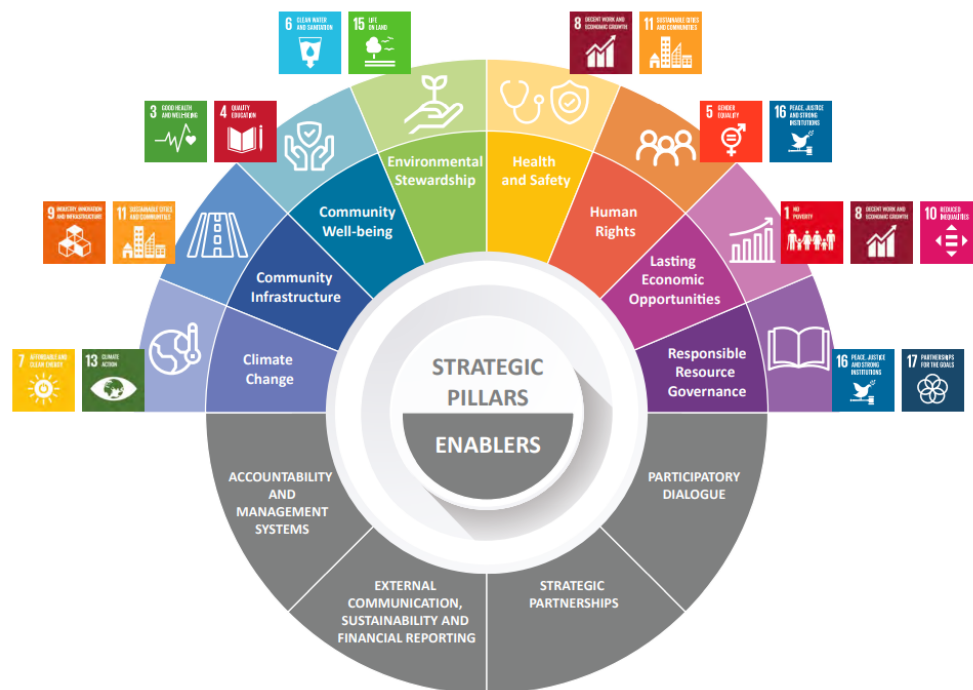 6 CLEAN WATER
AND SANITATION
15 LIFE
ON LAND
8 DECENT WORK AND
ECONOMIC GROWTH
11 SUSTAINABLE CITIES
AND COMMUNITIES
3 GOOD HEALTH
AND WELL-BEING
4 QUALITY
EDUCATION
5 GENDER
EQUALITY
16 PEACE, JUSTICE
AND STRONG
INSTITUTIONS
Environmental
Stewardship
Health
and Safety
9 INDUSTRY, INNOVATION
AND INFRASTRUCTURE
11 SUSTAINABLE CITIES
AND COMMUNITIES
Community
Well-being
Human
Rights
1 NO
POVERTY
8 DECENT WORK AND
ECONOMIC GROWTH
10 REDUCED
INEQUALITIES
Community
Infrastructure
Lasting
Economic
Opportunities
7 AFFORDABLE AND
CLEAN ENERGY
13 CLIMATE
ACTION
Climate
Change
Responsible
Resource
Governance
16 PEACE, JUSTICE
AND STRONG
INSTITUTIONS
17 PARTNERSHIPS
FOR THE GOALS
STRATEGIC
PILLARS
ENABLERS
ACCOUNTABILITY
AND
MANAGEMENT
SYSTEMS
PARTICIPATORY
DIALOGUE
EXTERNAL
COMMUNICATION,
SUSTAINABILITY AND
FINANCIAL REPORTING
STRATEGIC
PARTNERSHIPS